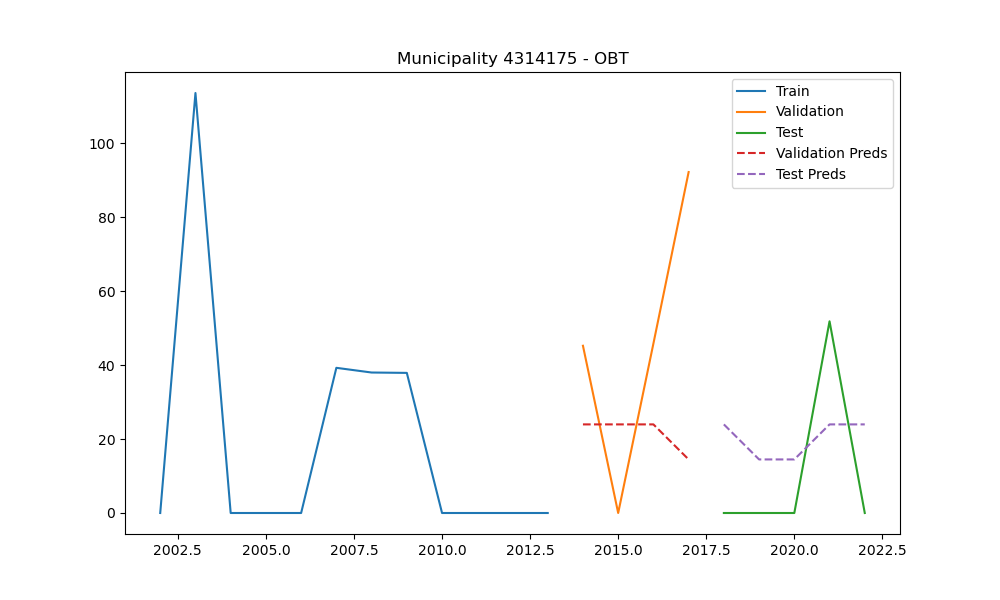 Municipality 4314175 - OBT
Train
Validation
Test
Validation Preds
Test Preds
100
80
60
40
20
0
2002.5 2005.0 2007.5 2010.0 2012.5 2015.0 2017.5 2020.0 2022.5